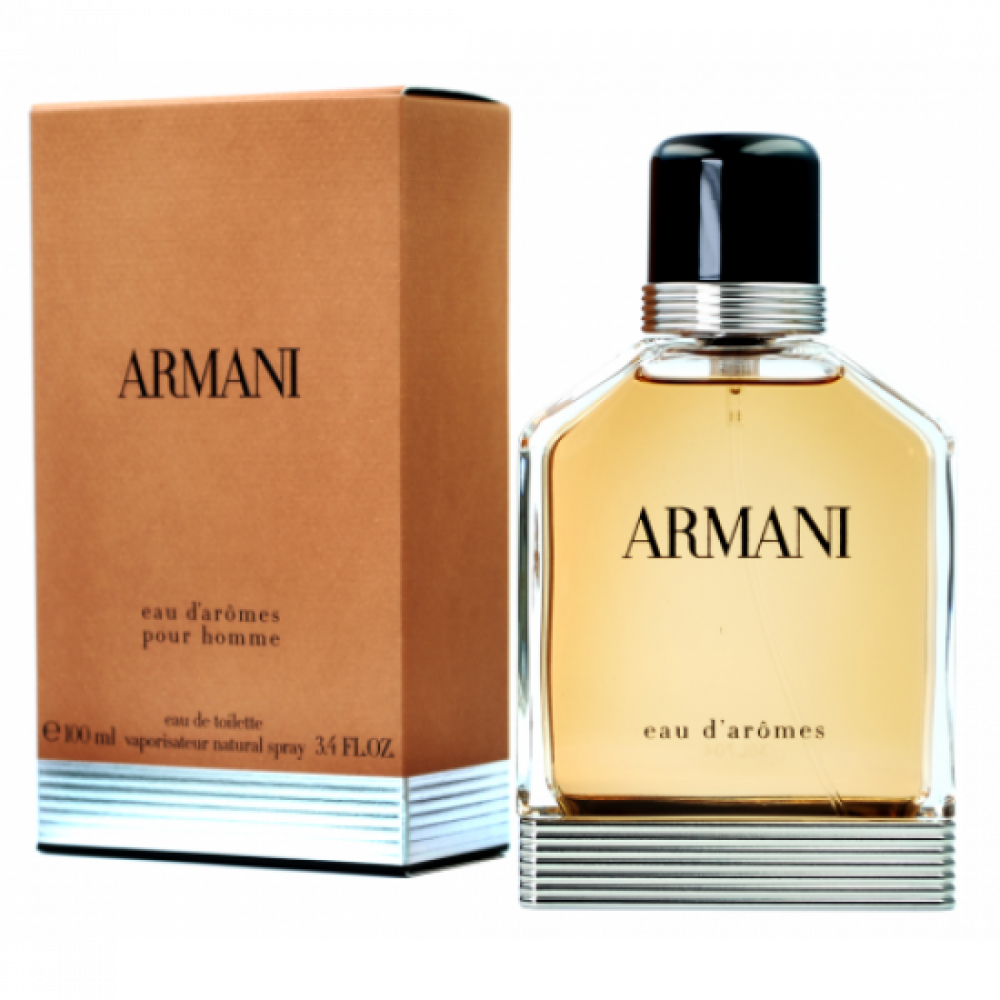 ARMANI
eau d'arômes
pour homme
eau de toilette
℮100 ml vaporisateur natural spray 3.4 FL.OZ
ARMANI
eau d'arômes